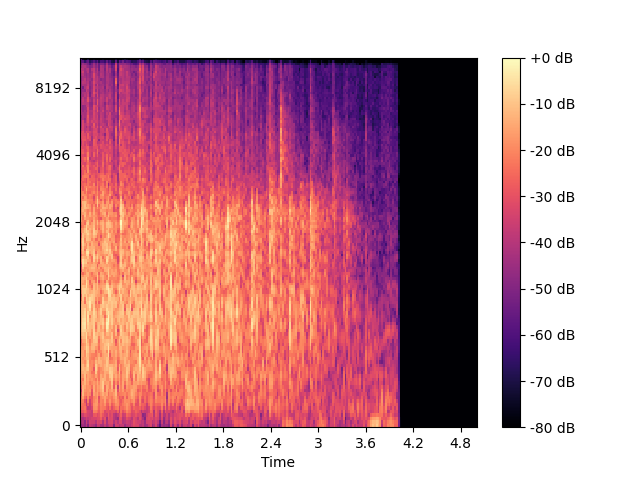 +0 dB
8192
-10 dB
4096
-20 dB
-30 dB
2048
Hz
-40 dB
1024
-50 dB
-60 dB
512
-70 dB
0
-80 dB
0 0.6 1.2 1.8 2.4 3 3.6 4.2 4.8
Time